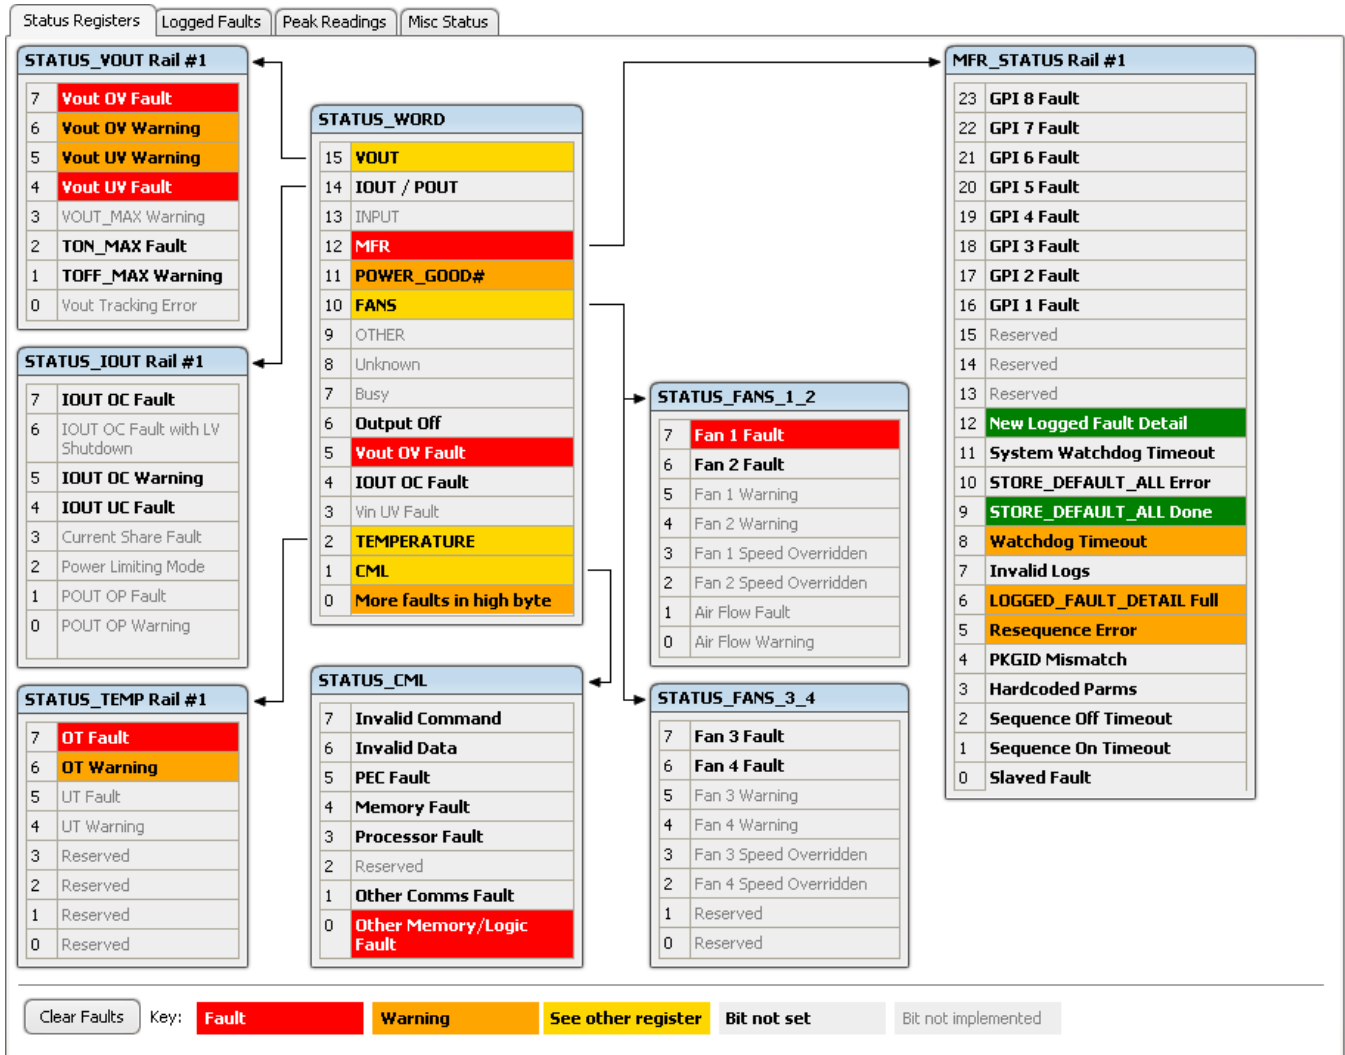 Status Registers
Logged Faults
Peak Readings
Misc Status
STATUS_VOUT Rail #1
7 Vout OV Fault
6 Vout OV Warning
5 Vout UV Warning
4 Vout UV Fault
3 VOUT_MAX Warning
2 TON_MAX Fault
1 TOFF_MAX Warning
0 Vout Tracking Error
STATUS_IOUT Rail #1
7 IOUT OC Fault
6 IOUT OC Fault with LV
Shutdown
5 IOUT OC Warning
4 IOUT UC Fault
3 Current Share Fault
2 Power Limiting Mode
1 POUT OP Fault
0 POUT OP Warning
STATUS_TEMP Rail #1
7 OT Fault
6 OT Warning
5 UT Fault
4 UT Warning
3 Reserved
2 Reserved
1 Reserved
0 Reserved
STATUS_WORD
15 VOUT
14 IOUT / POUT
13 INPUT
12 MFR
11 POWER_GOOD#
10 FANS
9 OTHER
8 Unknown
7 Busy
6 Output Off
5 Vout OV Fault
4 IOUT OC Fault
3 Vin UV Fault
2 TEMPERATURE
1 CML
0 More faults in high byte
STATUS_CML
7 Invalid Command
6 Invalid Data
5 PEC Fault
4 Memory Fault
3 Processor Fault
2 Reserved
1 Other Comms Fault
0 Other Memory/Logic
Fault
STATUS_FANS_1_2
7 Fan 1 Fault
6 Fan 2 Fault
5 Fan 1 Warning
4 Fan 2 Warning
3 Fan 1 Speed Overridden
2 Fan 2 Speed Overridden
1 Air Flow Fault
0 Air Flow Warning
STATUS_FANS_3_4
7 Fan 3 Fault
6 Fan 4 Fault
5 Fan 3 Warning
4 Fan 4 Warning
3 Fan 3 Speed Overridden
2 Fan 4 Speed Overridden
1 Reserved
0 Reserved
MFR_STATUS Rail #1
23 GPI 8 Fault
22 GPI 7 Fault
21 GPI 6 Fault
20 GPI 5 Fault
19 GPI 4 Fault
18 GPI 3 Fault
17 GPI 2 Fault
16 GPI 1 Fault
15 Reserved
14 Reserved
13 Reserved
12 New Logged Fault Detail
11 System Watchdog Timeout
10 STORE_DEFAULT_ALL Error
9 STORE_DEFAULT_ALL Done
8 Watchdog Timeout
7 Invalid Logs
6 LOGGED_FAULT_DETAIL Full
5 Resequence Error
4 PKGID Mismatch
3 Hardcoded Parms
2 Sequence Off Timeout
1 Sequence On Timeout
0 Slaved Fault
Clear Faults
Key:
Fault
Warning
See other register
Bit not set
Bit not implemented